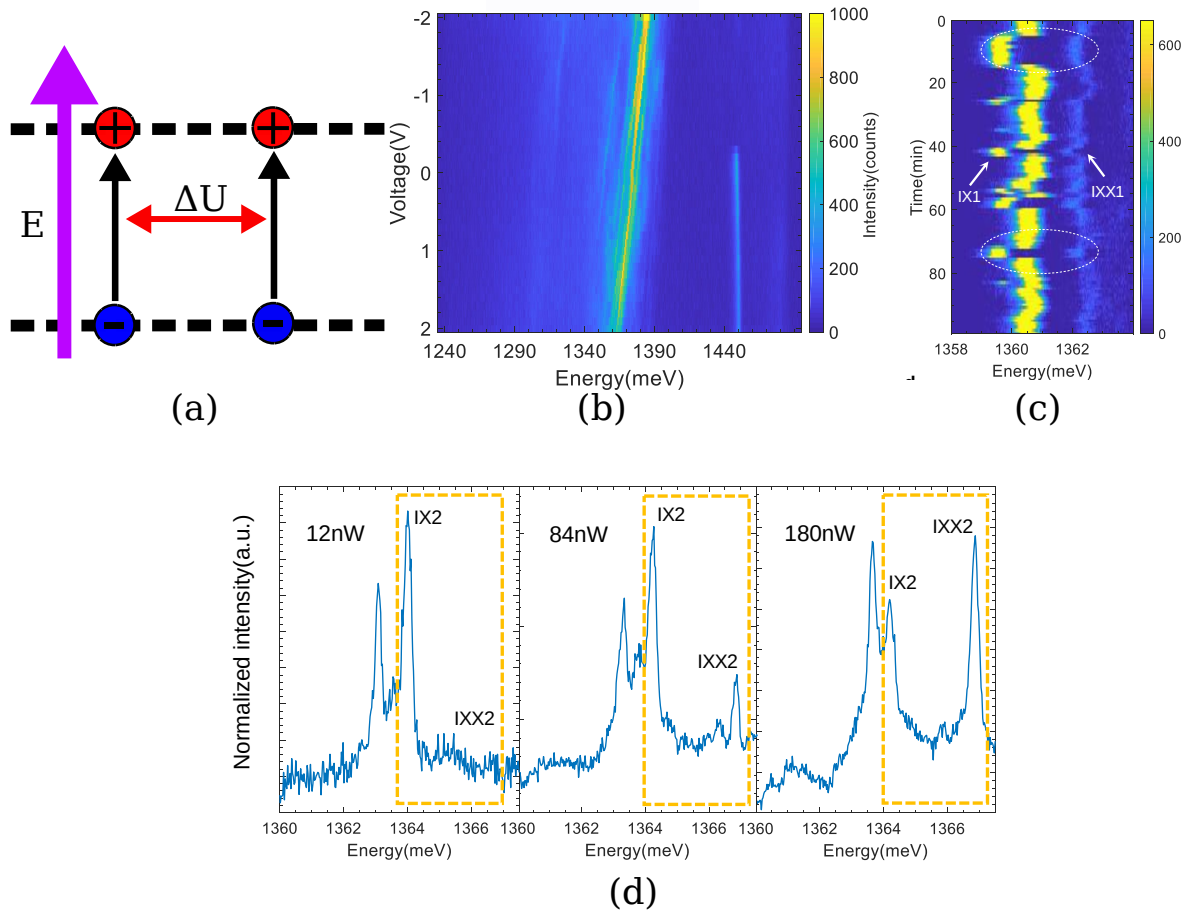 E
+
+
ΔU
-
-
(a)
-2
-1
0
1
2
Voltage(V)
1240
1290
1340
1390
1440
Energy(meV)
1000
800
600
400
200
0
Intensity(counts)
(b)
0
20
40
60
80
Time(min)
IX1
IXX1
1358
1360
1362
Energy(meV)
600
400
200
0
(c)
Normalized intensity(a.u.)
12nW
IX2
IXX2
1360
1362
1364
1366
Energy(meV)
84nW
IX2
IXX2
1360
1362
1364
1366
Energy(meV)
180nW
IX2
IXX2
1360
1362
1364
1366
Energy(meV)
(d)